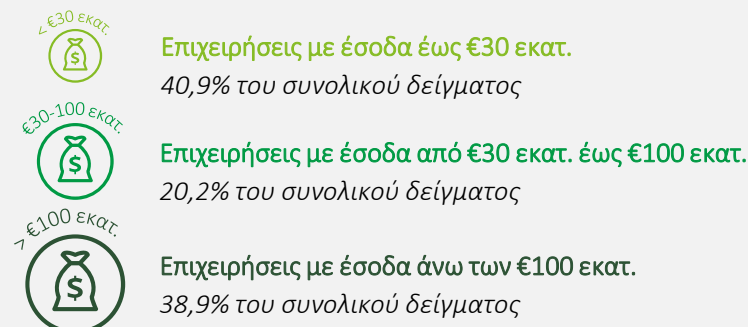 < €30 εκατ.
Επιχειρήσεις με έσοδα έως €30 εκατ.
40,9% του συνολικού δείγματος
€30-100 εκατ.
Επιχειρήσεις με έσοδα από €30 εκατ. έως €100 εκατ.
20,2% του συνολικού δείγματος
> €100 εκατ.
Επιχειρήσεις με έσοδα άνω των €100 εκατ.
38,9% του συνολικού δείγματος